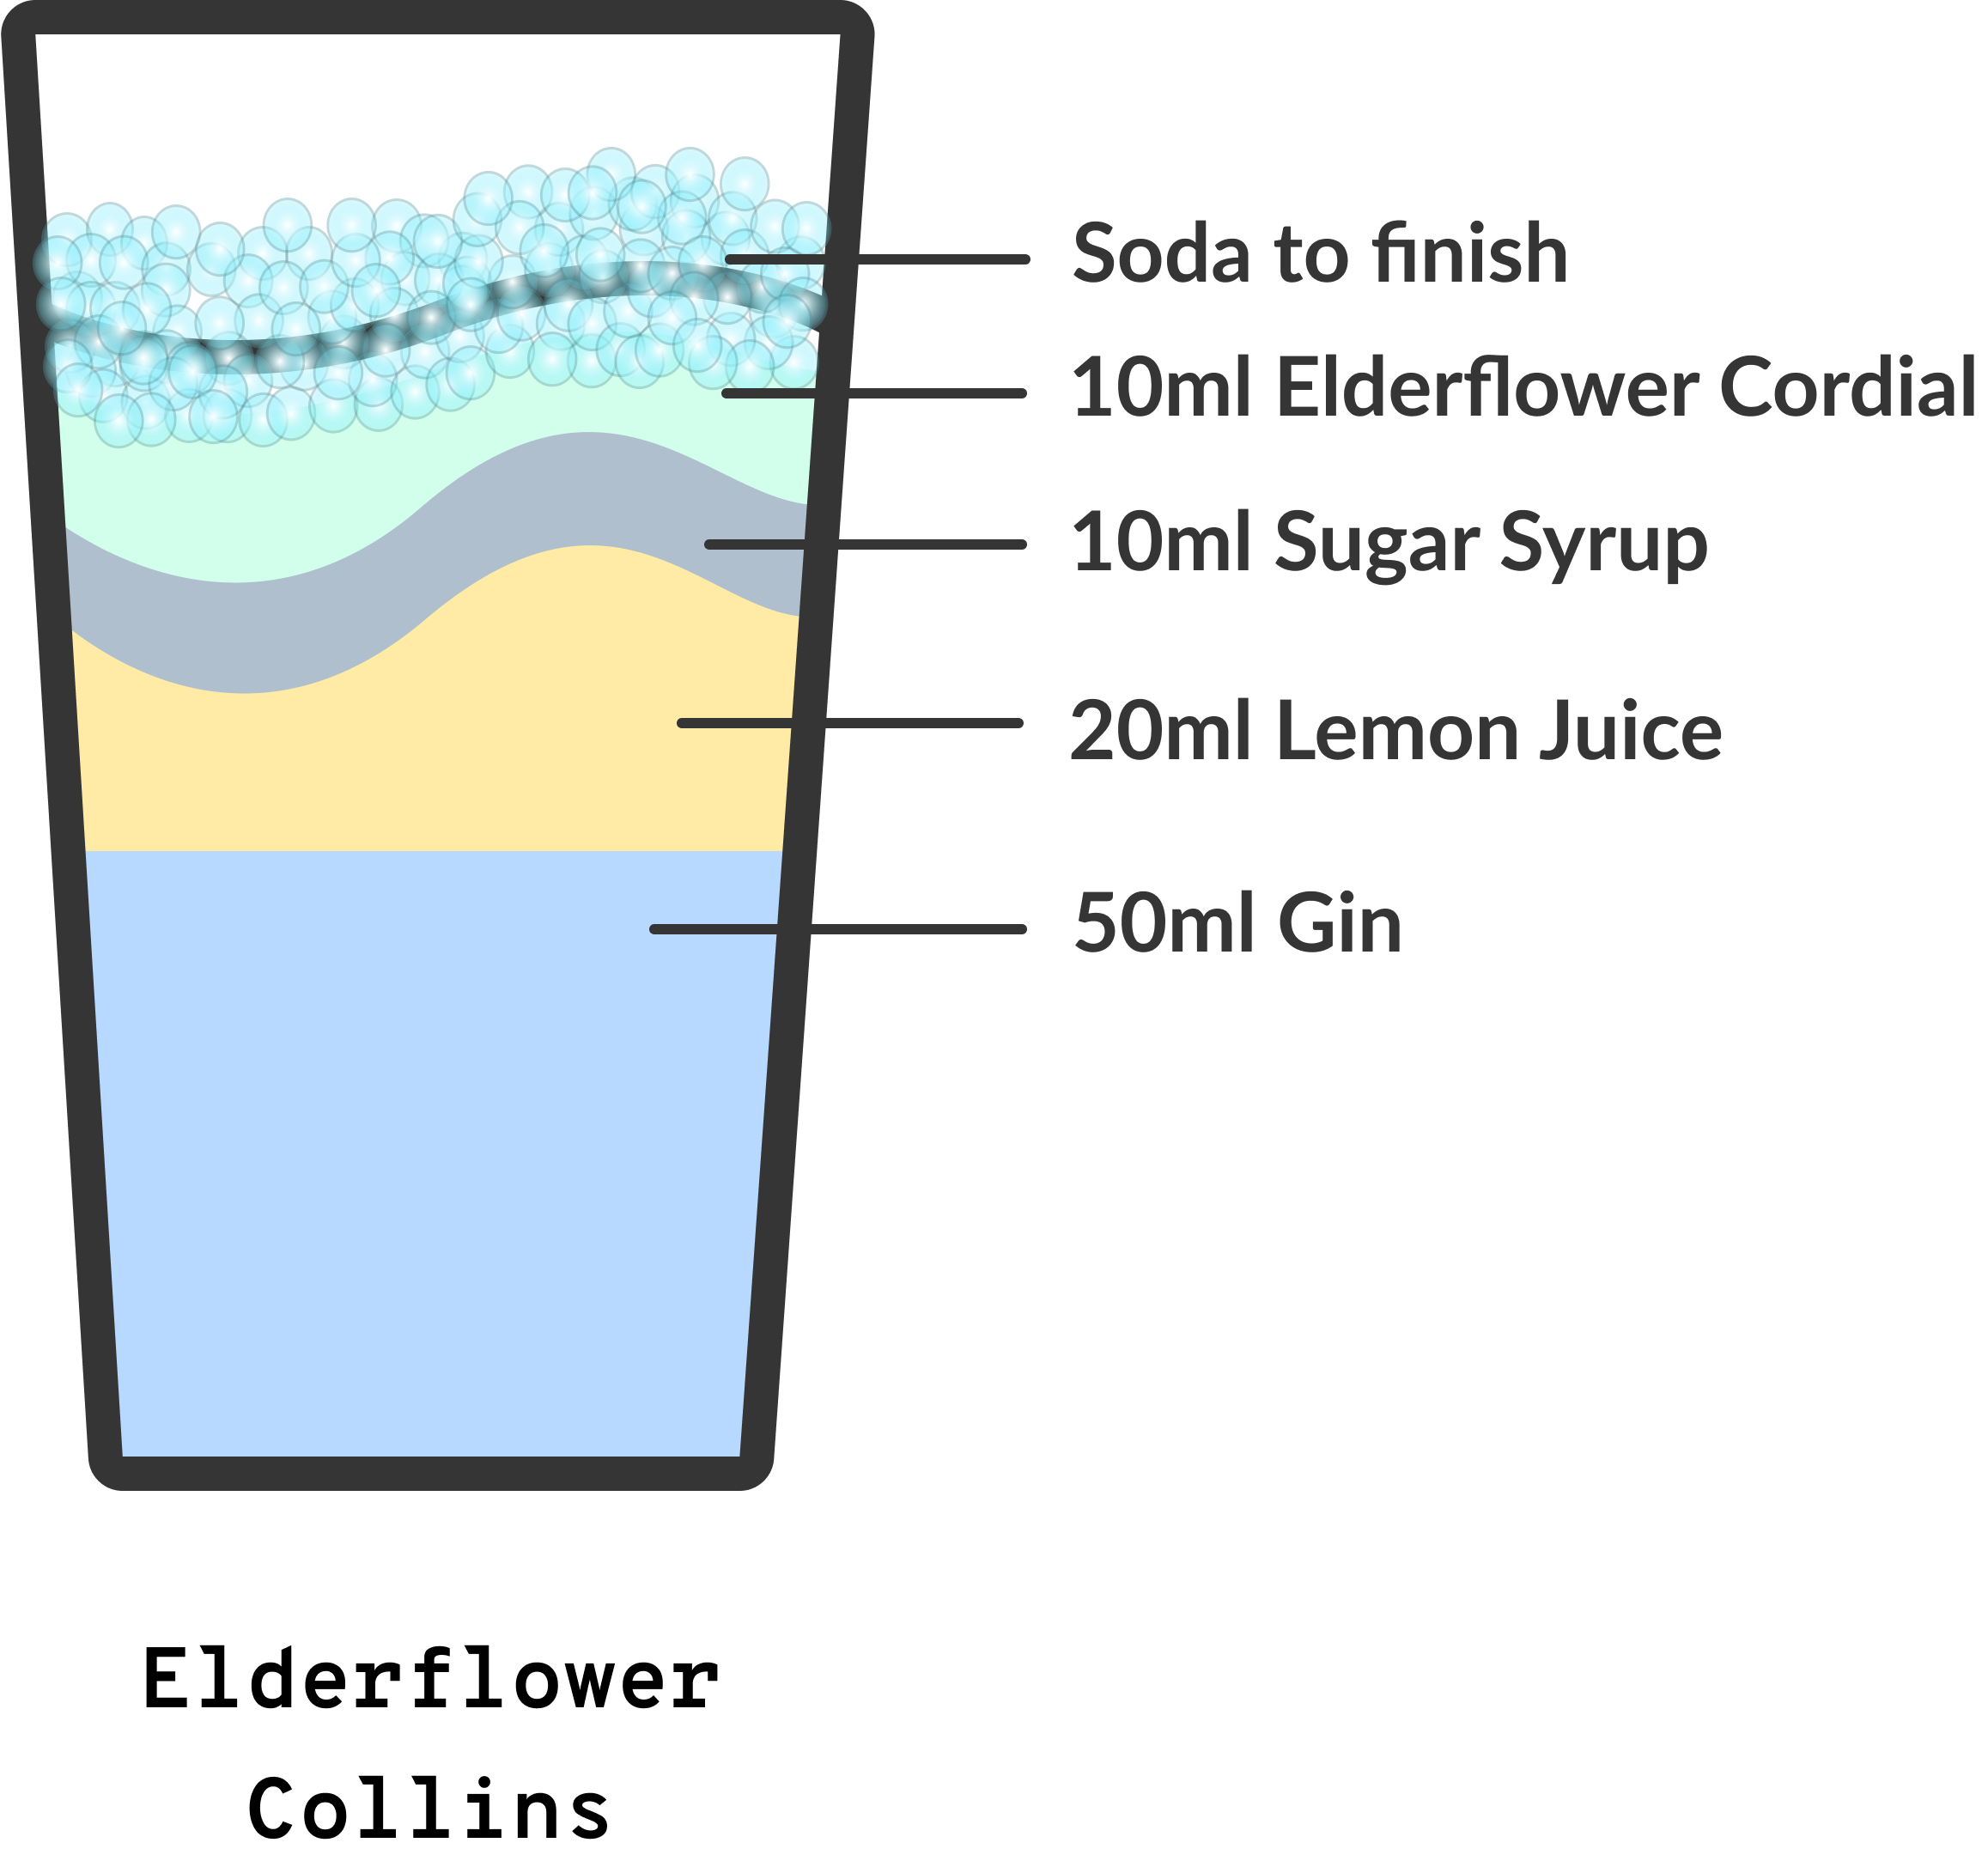 Soda to finish
10ml Elderflower Cordial
10ml Sugar Syrup
20ml Lemon Juice
50ml Gin
Elderflower
Collins